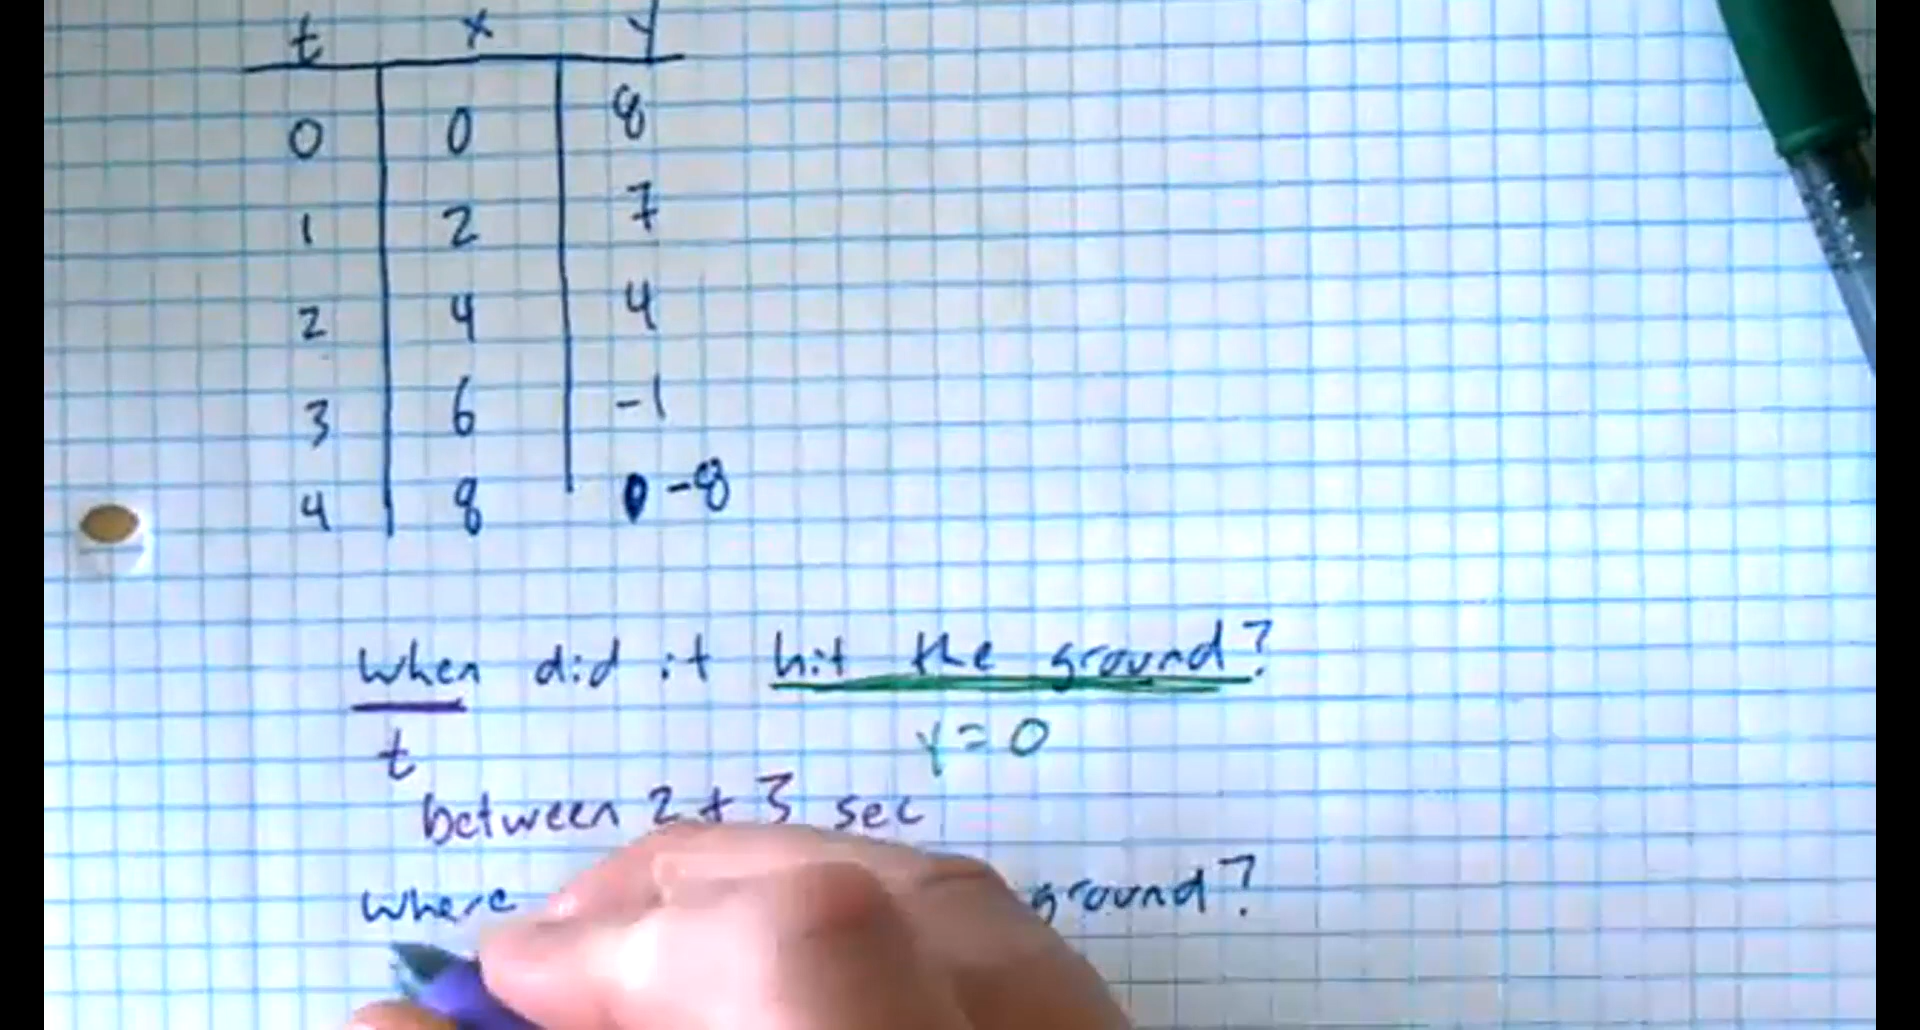 t x y
0 0 8
1 2 7
2 4 4
3 6 -1
4 8 -8
when did it hit the ground?
t y=0
between 2 + 3 sec
where ground?